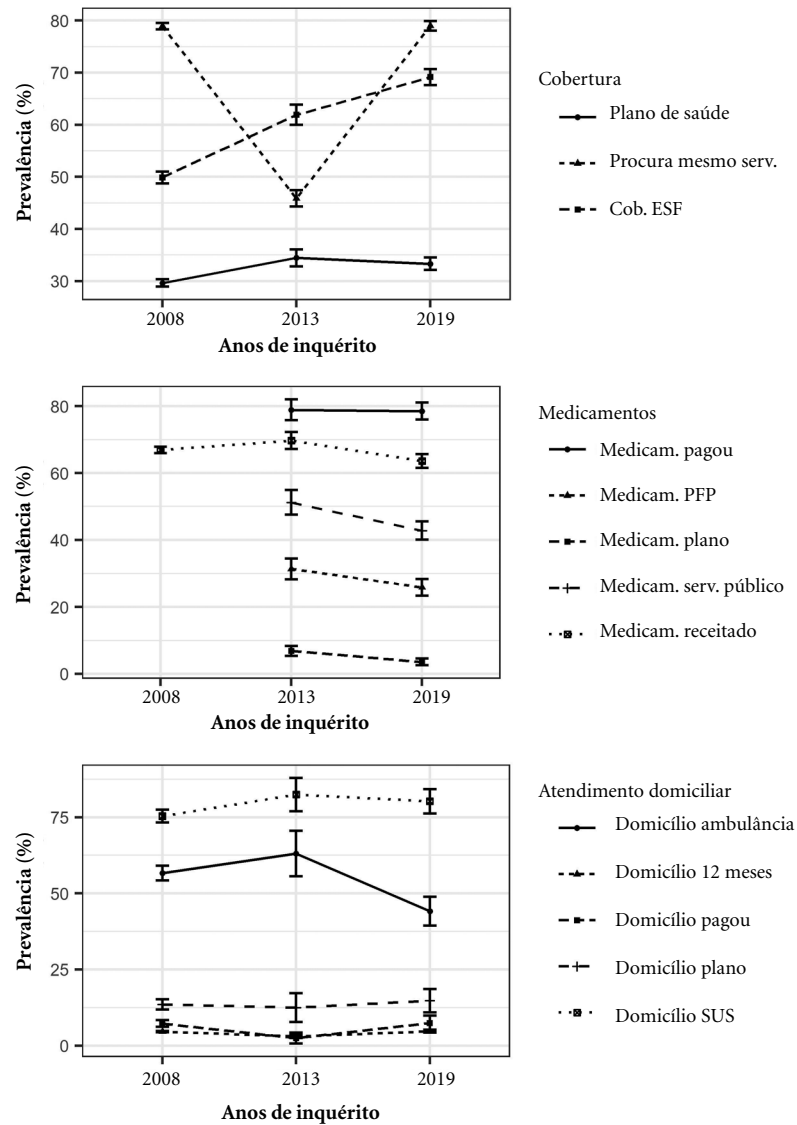 80
70
60
50
40
30
Prevalência (%)
2008 2013 2019
Anos de inquérito
Cobertura
Plano de saúde
Procura mesmo serv.
Cob. ESF
80
60
40
20
0
Prevalência (%)
2008 2013 2019
Anos de inquérito
Medicamentos
Medicam. pagou
Medicam. PFP
Medicam. plano
Medicam. serv. público
Medicam. receitado
75
50
25
0
Prevalência (%)
2008 2013 2019
Anos de inquérito
Atendimento domiciliar
Domicílio ambulância
Domicílio 12 meses
Domicílio pagou
Domicílio plano
Domicílio SUS